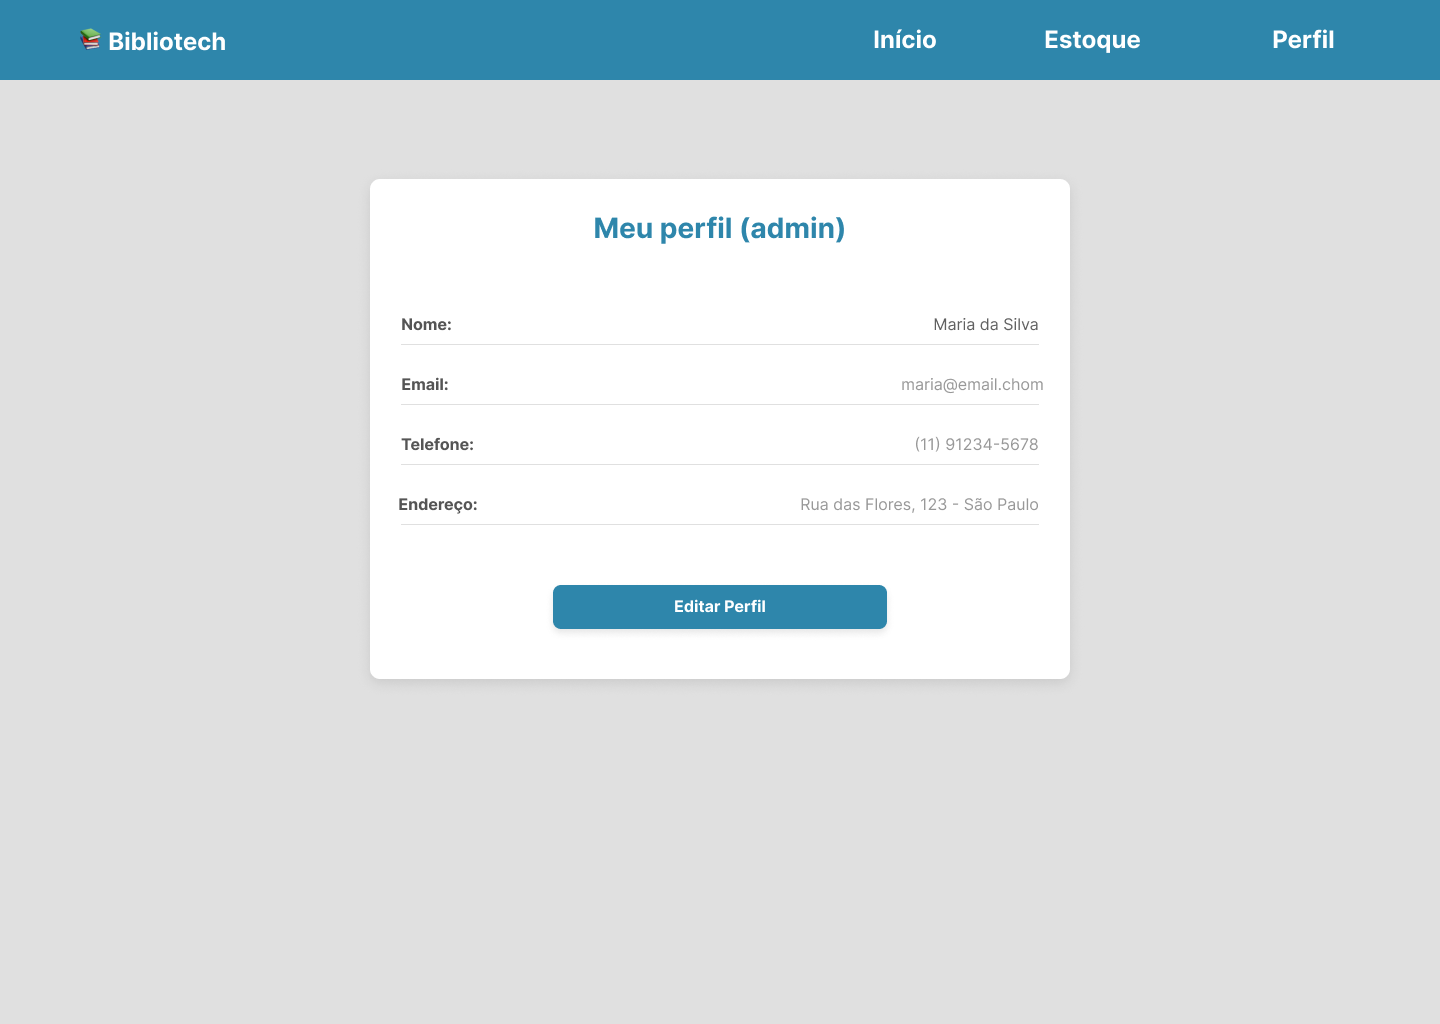 Bibliotech Início Estoque Perfil
Meu perfil (admin)
Nome: Maria da Silva
Email: maria@email.chom
Telefone: (11) 91234-5678
Endereço: Rua das Flores, 123 - São Paulo
Editar Perfil